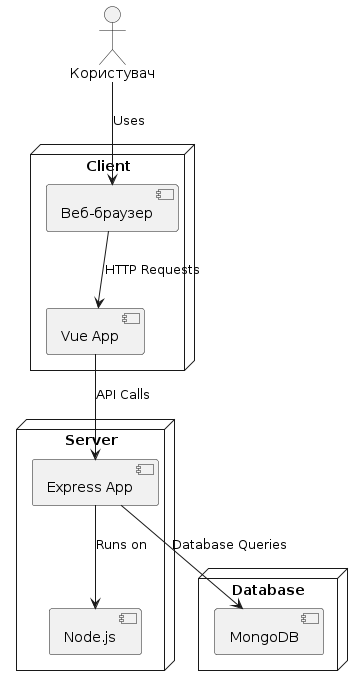 Користувач
Uses
Client
Веб-браузер
HTTP Requests
Vue App
API Calls
Server
Express App
Runs on
Database Queries
Database
Node.js
MongoDB